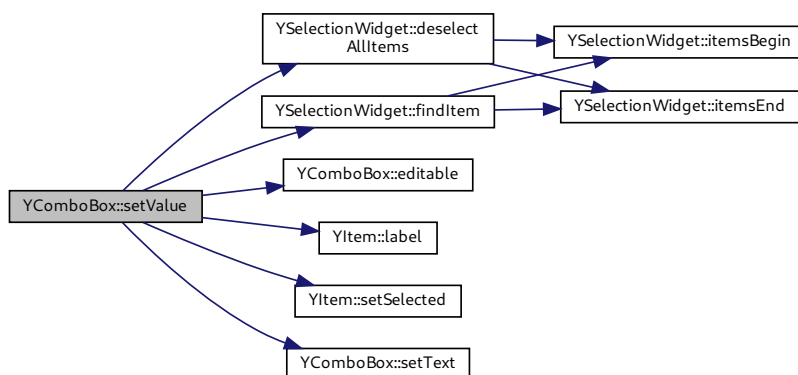 YSelectionWidget::deselect
AllItems
YSelectionWidget::itemsBegin
YSelectionWidget::findItem
YSelectionWidget::itemsEnd
YComboBox::editable
YComboBox::setValue
YItem::label
YItem::setSelected
YComboBox::setText